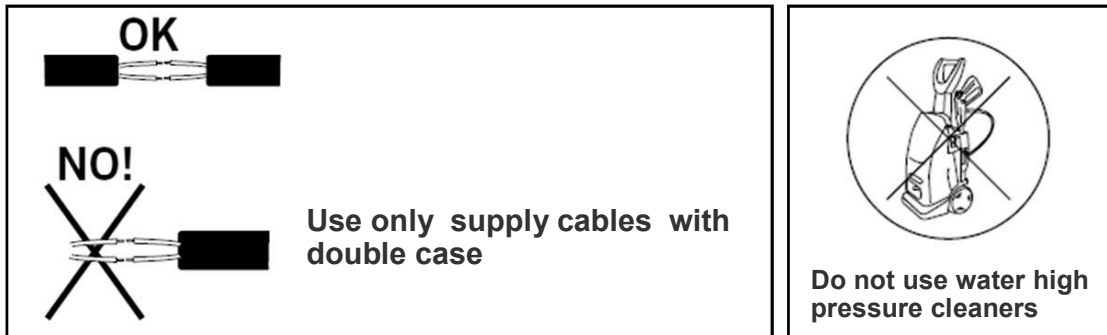 OK
NO!
Use only supply cables with
double case
Do not use water high
pressure cleaners